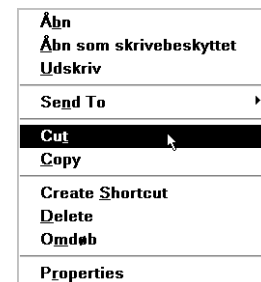 Åbn
Åbn som skrivebeskyttet
Udskriv
Send To
Cut
Copy
Create Shortcut
Delete
Omdøb
Properties